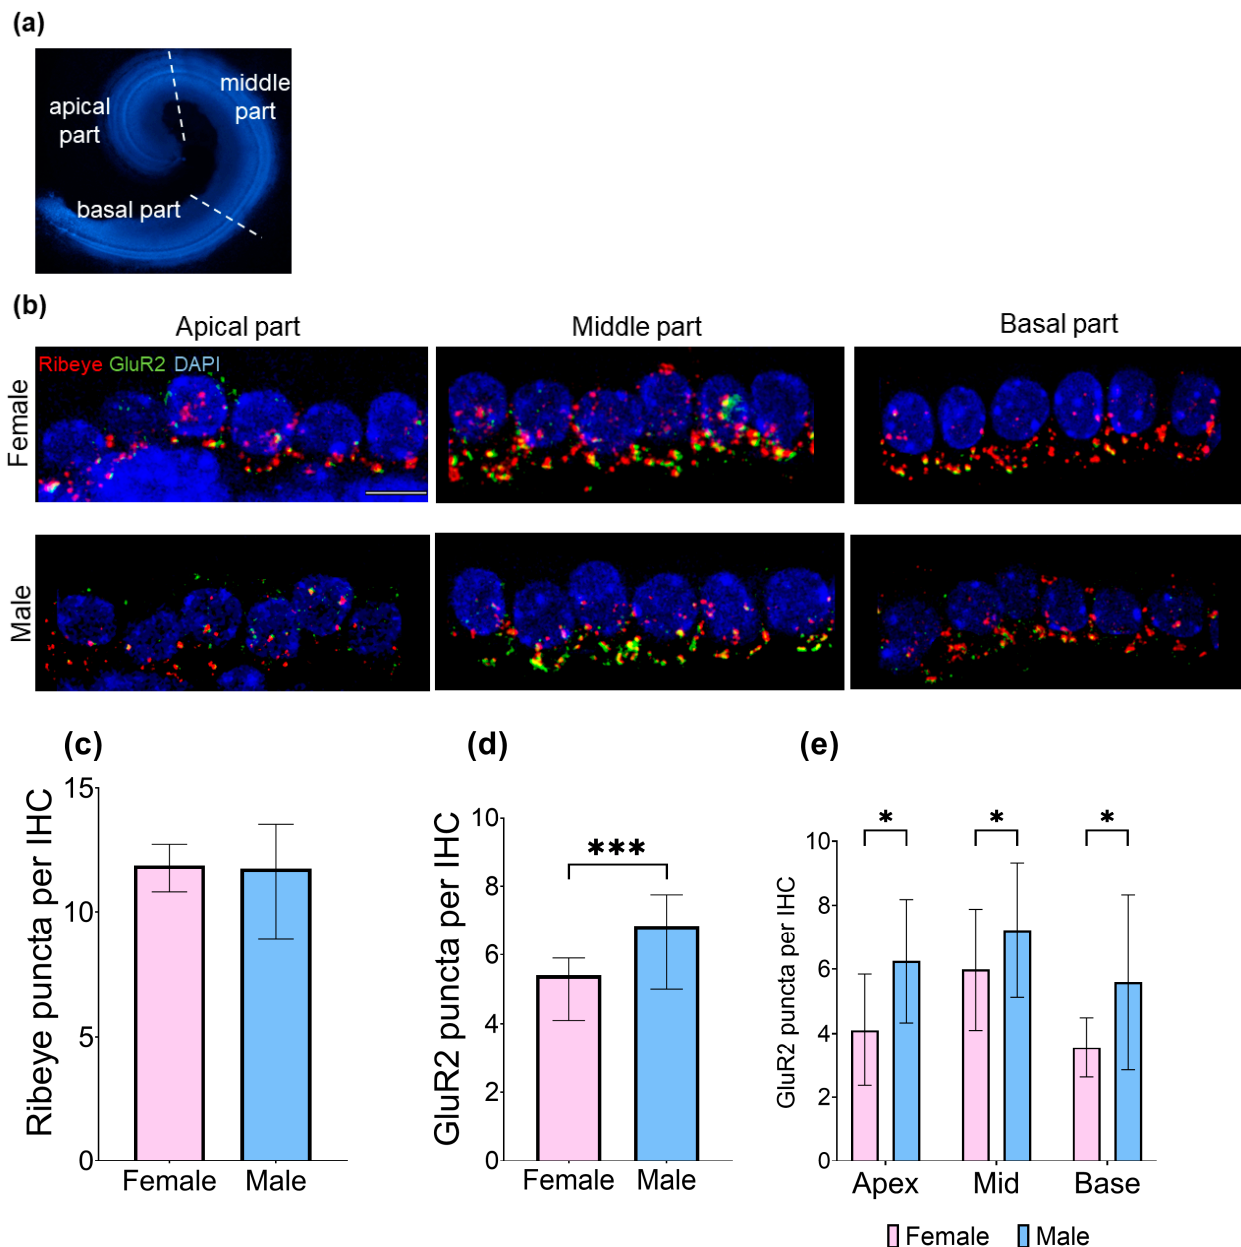 (a)
apical
part
middle
part
basal part
(b)
Apical part
Middle part
Basal part
Female
Ribeye GluR2 DAPI
Male
(c)
Ribeye puncta per IHC
15
10
5
0
Female Male
(d)
GluR2 puncta per IHC
10
8
6
4
2
0
***
Female Male
(e)
GluR2 puncta per IHC
10
8
6
4
2
0
* * *
Apex Mid Base
Female Male